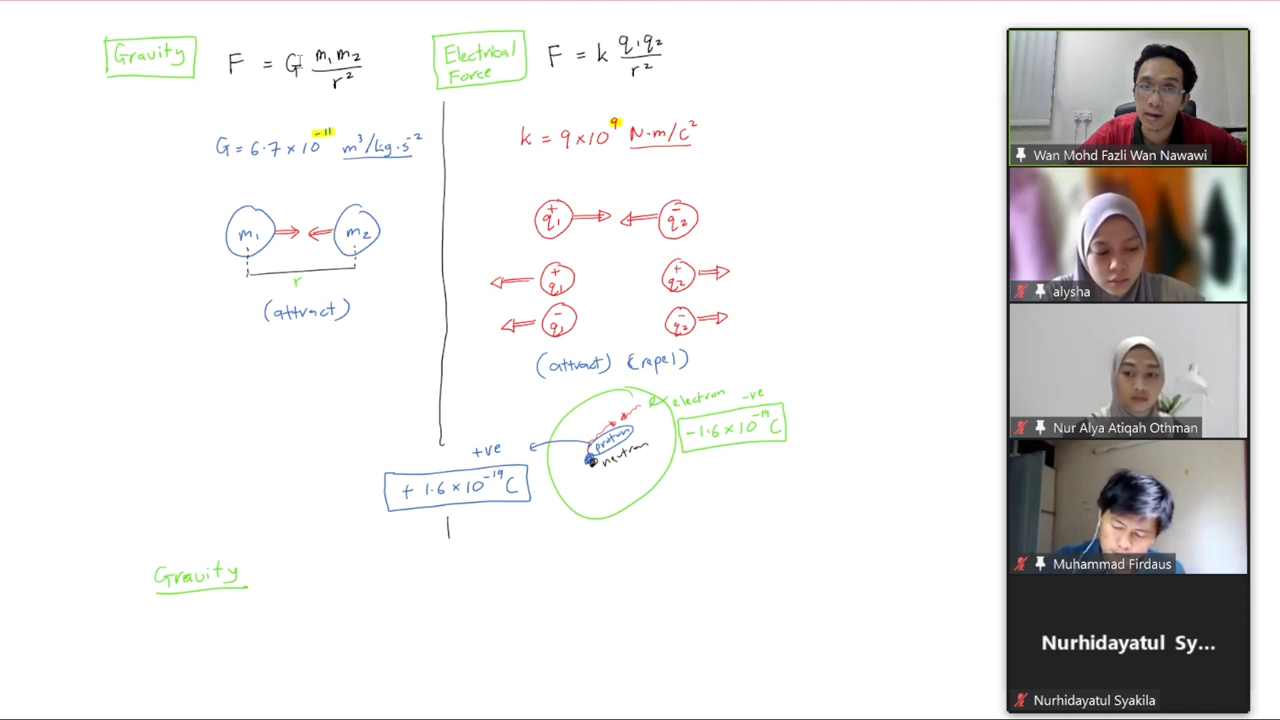 Gravity
F = G m₁m₂ / r²
Electrical
Force
F = k q₁q₂ / r²
G = 6.7 × 10⁻¹¹ m³/kg·s⁻²
k = 9×10⁹ N·m/C²
m₁ m₂
r
(attract)
+ q₁ - q₂
+ q₁ + q₂
- q₁ - q₂
(attract) (rapel)
electron -ve
-1.6 × 10⁻¹⁹ C
proton
neutron
+ve
+ 1.6 × 10⁻¹⁹ C
Gravity
Wan Mohd Fazli Wan Nawawi
alysha
Nur Alya Atiqah Othman
Muhammad Firdaus
Nurhidayatul Sy...
Nurhidayatul Syakila